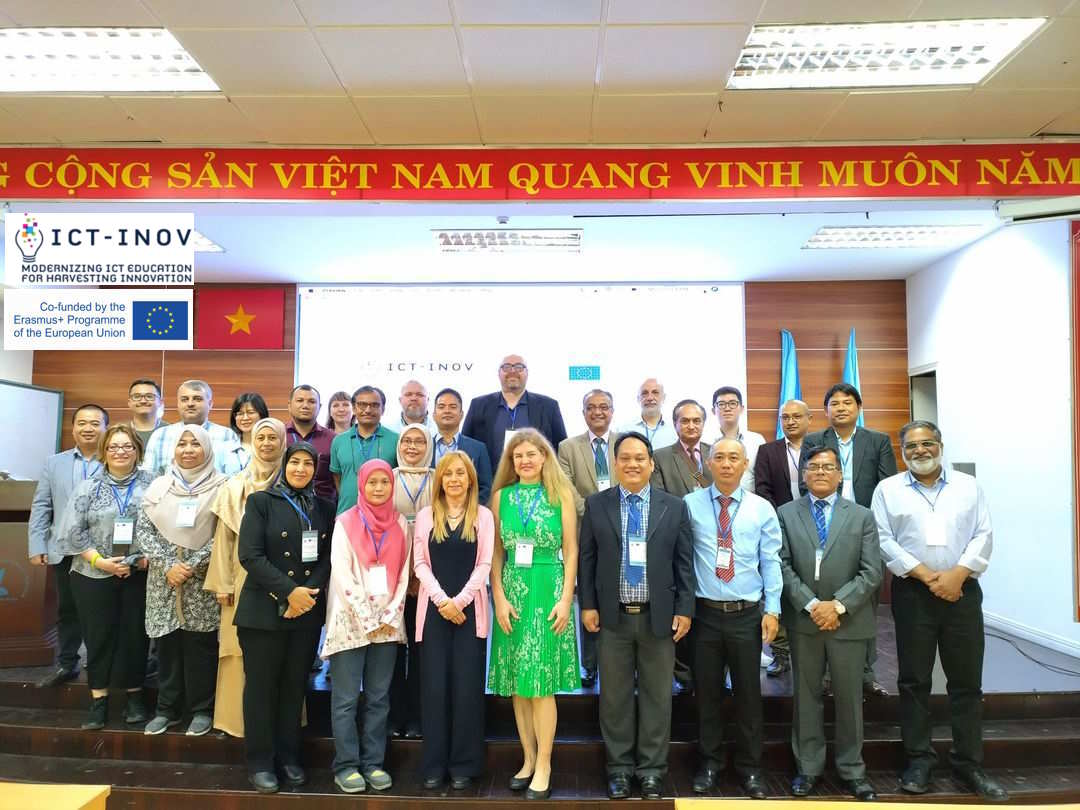 G CỘNG SẢN VIỆT NAM QUANG VINH MUÔN NĂM
ICT-INOV
MODERNIZING ICT EDUCATION
FOR HARVESTING INNOVATION
Co-funded by the
Erasmus+ Programme
of the European Union
ICT-INOV